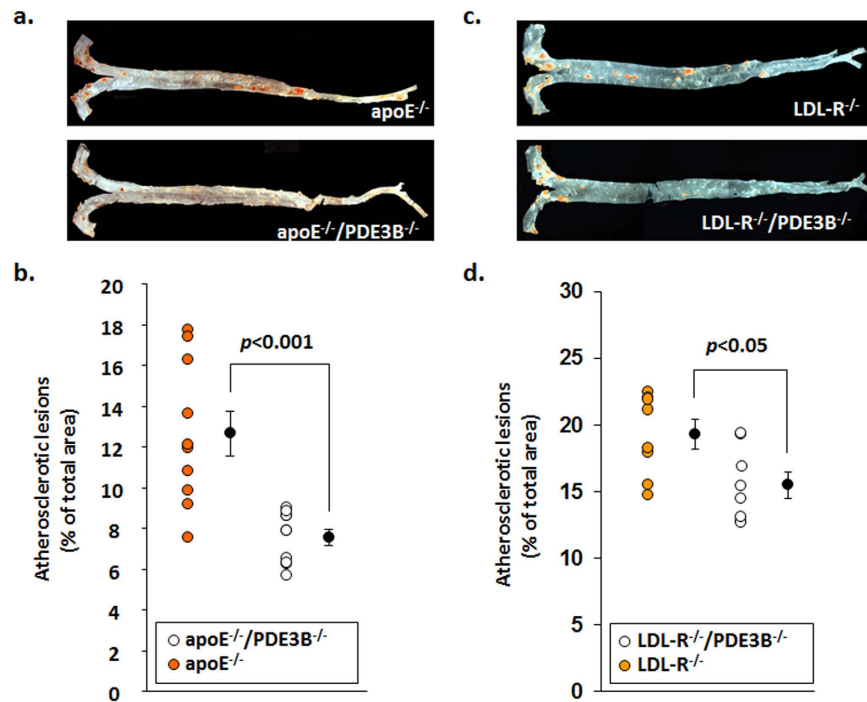 a.
apoE⁻/⁻
apoE⁻/⁻/PDE3B⁻/⁻
c.
LDL-R⁻/⁻
LDL-R⁻/⁻/PDE3B⁻/⁻
b.
Atherosclerotic lesions
(% of total area)
20
18
16
14
12
10
8
6
4
2
0
p<0.001
apoE⁻/⁻/PDE3B⁻/⁻
apoE⁻/⁻
d.
Atherosclerotic lesions
(% of total area)
30
25
20
15
10
5
0
p<0.05
LDL-R⁻/⁻/PDE3B⁻/⁻
LDL-R⁻/⁻